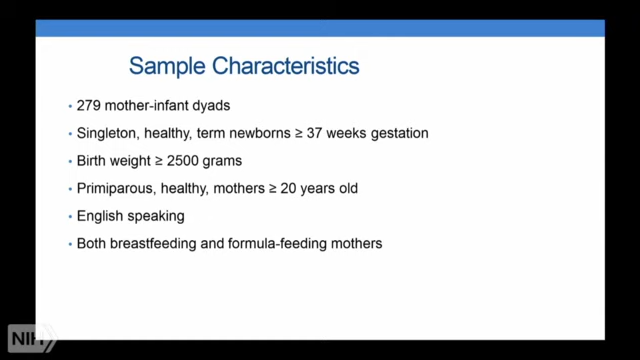 Sample Characteristics
• 279 mother-infant dyads
• Singleton, healthy, term newborns ≥ 37 weeks gestation
• Birth weight ≥ 2500 grams
• Primiparous, healthy, mothers ≥ 20 years old
• English speaking
• Both breastfeeding and formula-feeding mothers
NIH